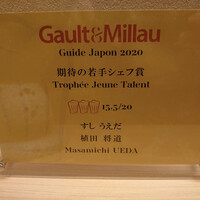 Gault&Millau
Guide Japon 2020
期待の若手シェフ賞
Trophée Jeune Talent
15.5/20
すし うえだ
植田 将道
Masamichi UEDA